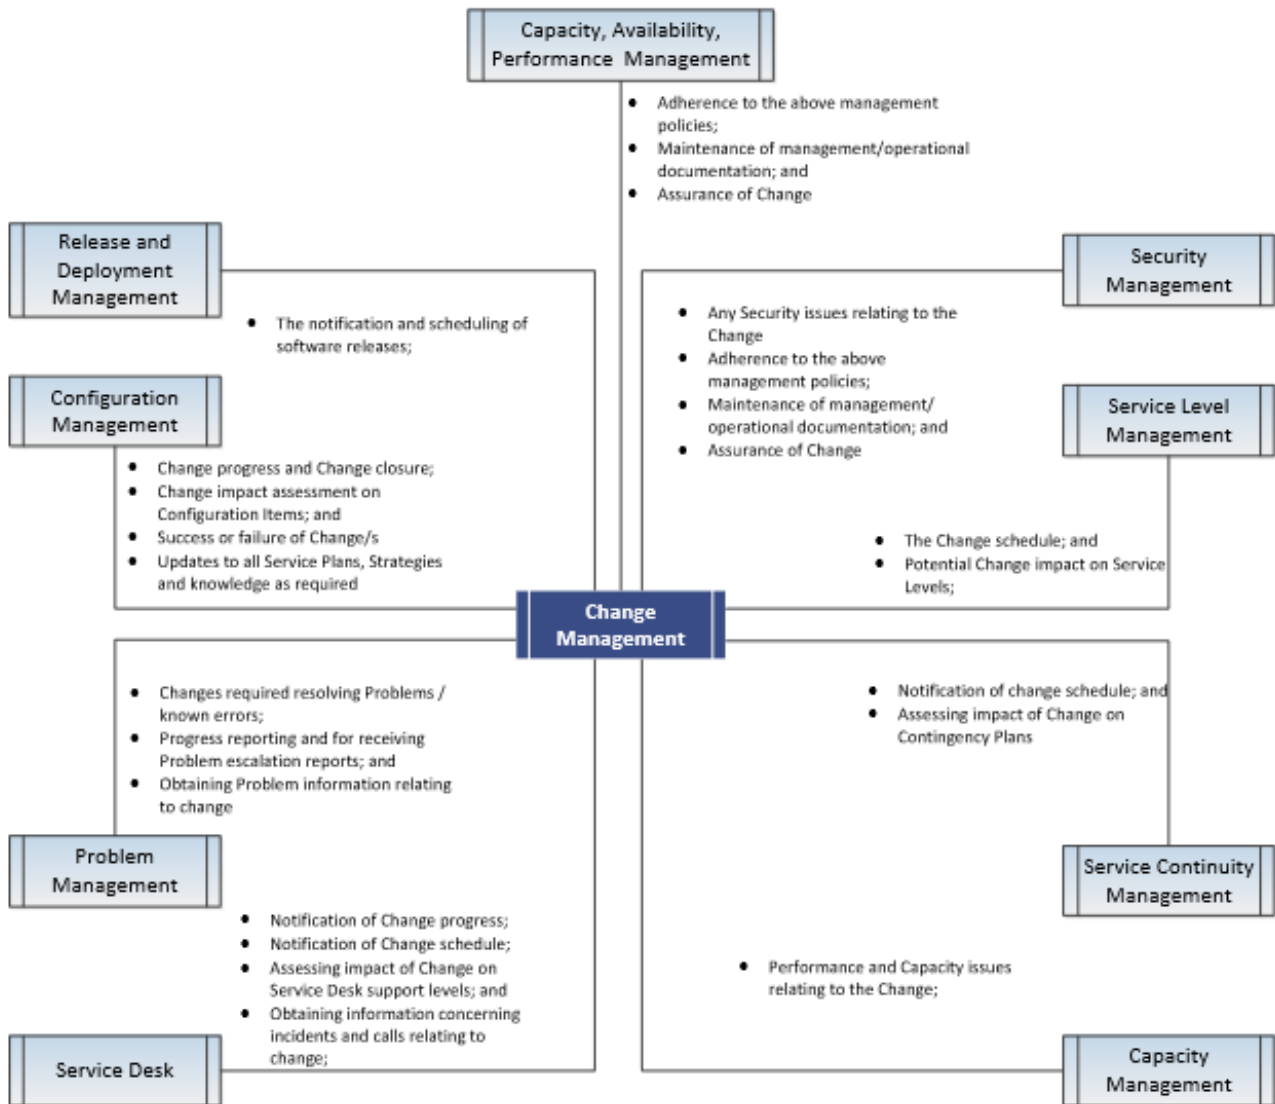 Capacity, Availability,
Performance Management
● Adherence to the above management
policies;
● Maintenance of management/operational
documentation; and
● Assurance of Change
Release and
Deployment
Management
● The notification and scheduling of
software releases;
Security
Management
● Any Security issues relating to the
Change
● Adherence to the above
management policies;
● Maintenance of management/
operational documentation; and
● Assurance of Change
Configuration
Management
● Change progress and Change closure;
● Change impact assessment on
Configuration Items; and
● Success or failure of Change/s
● Updates to all Service Plans, Strategies
and knowledge as required
Service Level
Management
● The Change schedule; and
● Potential Change impact on Service
Levels;
Change
Management
● Changes required resolving Problems /
known errors;
● Progress reporting and for receiving
Problem escalation reports; and
● Obtaining Problem information relating
to change
Problem
Management
● Notification of change schedule; and
● Assessing impact of Change on
Contingency Plans
Service Continuity
Management
● Notification of Change progress;
● Notification of Change schedule;
● Assessing impact of Change on
Service Desk support levels; and
● Obtaining information concerning
incidents and calls relating to
change;
Service Desk
● Performance and Capacity issues
relating to the Change;
Capacity
Management